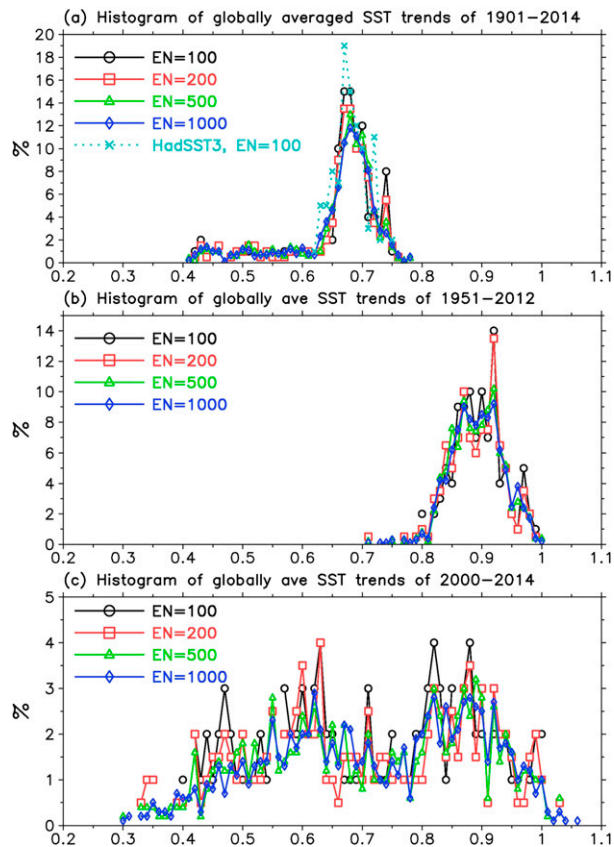 (a) Histogram of globally averaged SST trends of 1901-2014
20
18
16
14
12
10
8
6
4
2
0
%
EN=100
EN=200
EN=500
EN=1000
HadSST3, EN=100
0.2 0.3 0.4 0.5 0.6 0.7 0.8 0.9 1 1.1
(b) Histogram of globally ave SST trends of 1951-2012
14
12
10
8
6
4
2
0
%
EN=100
EN=200
EN=500
EN=1000
0.2 0.3 0.4 0.5 0.6 0.7 0.8 0.9 1 1.1
(c) Histogram of globally ave SST trends of 2000-2014
5
4
3
2
1
0
%
EN=100
EN=200
EN=500
EN=1000
0.2 0.3 0.4 0.5 0.6 0.7 0.8 0.9 1 1.1